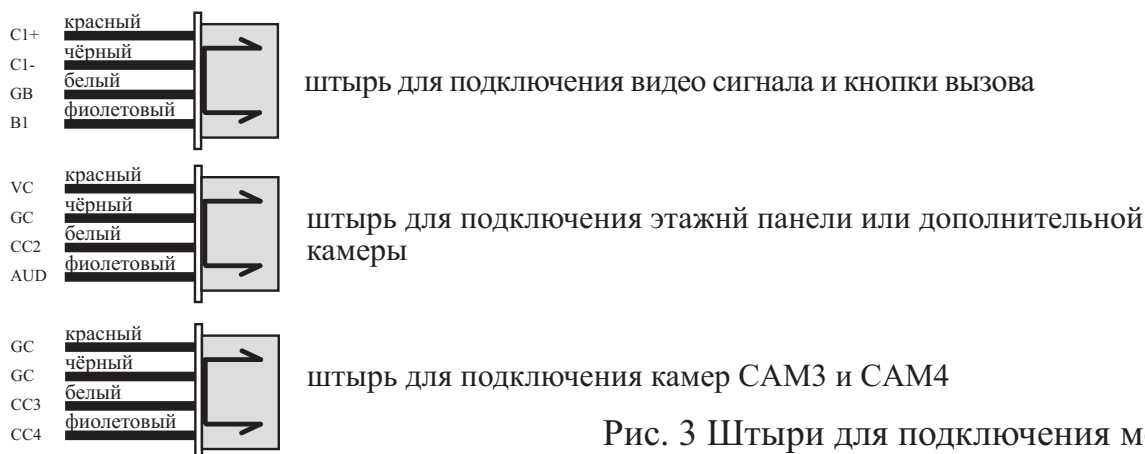 C1+ красный
C1- чёрный
GB белый
B1 фиолетовый
штырь для подключения видео сигнала и кнопки вызова
VC красный
GC чёрный
CC2 белый
AUD фиолетовый
штырь для подключения этажнй панели или дополнительной
камеры
GC красный
GC чёрный
CC3 белый
CC4 фиолетовый
штырь для подключения камер CAM3 и CAM4
Рис. 3 Штыри для подключения